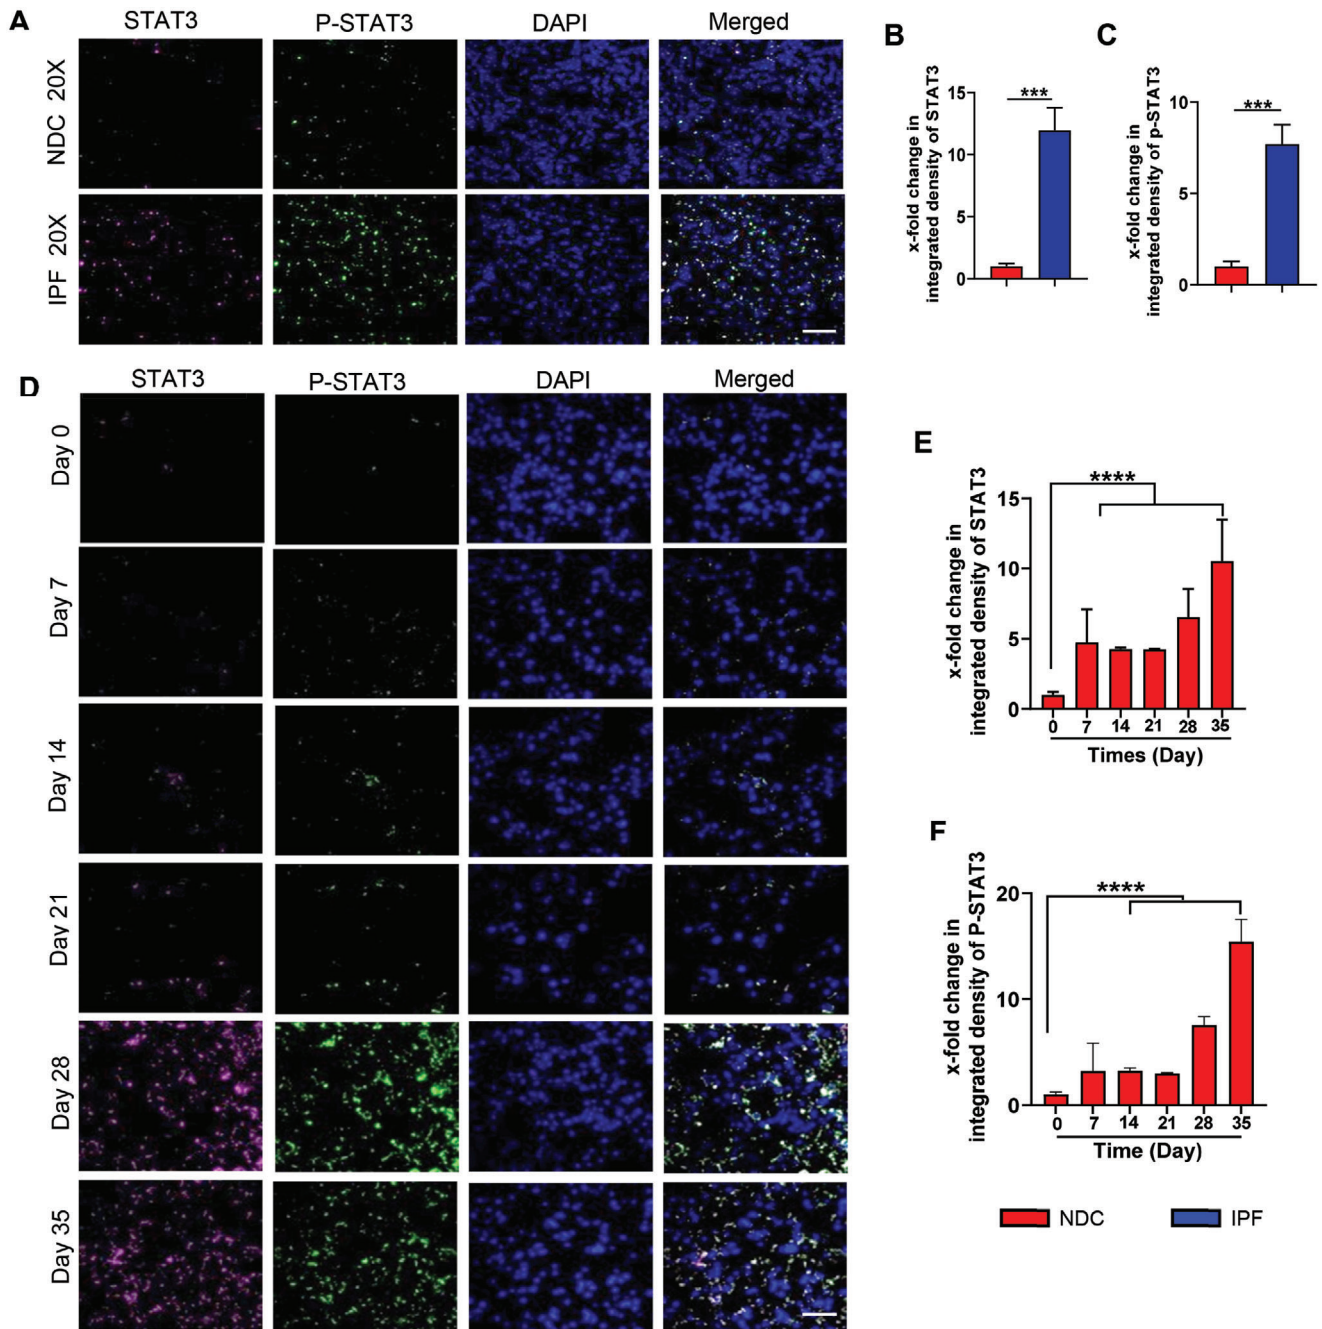 A
STAT3 P-STAT3 DAPI Merged
NDC 20X
IPF 20X
B
x-fold change in
integrated density of STAT3
15
10
5
0
***
C
x-fold change in
integrated density of p-STAT3
10
5
0
***
D
STAT3 P-STAT3 DAPI Merged
Day 0
Day 7
Day 14
Day 21
Day 28
Day 35
E
x-fold change in
integrated density of STAT3
15
10
5
0
****
0 7 14 21 28 35
Times (Day)
F
x-fold change in
integrated density of P-STAT3
20
10
0
****
0 7 14 21 28 35
Time (Day)
NDC IPF